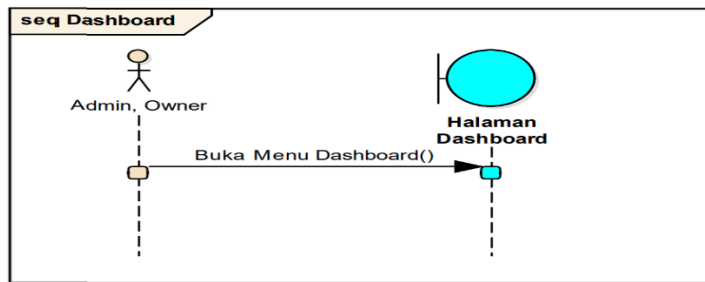 seq Dashboard
Admin, Owner
Halaman
Dashboard
Buka Menu Dashboard()